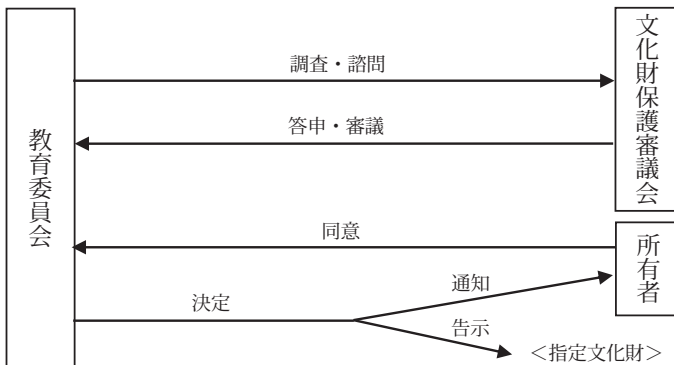 調査・諮問
文化財保護審議会
答申・審議
教育委員会
同意
所有者
通知
決定
告示
＜指定文化財＞